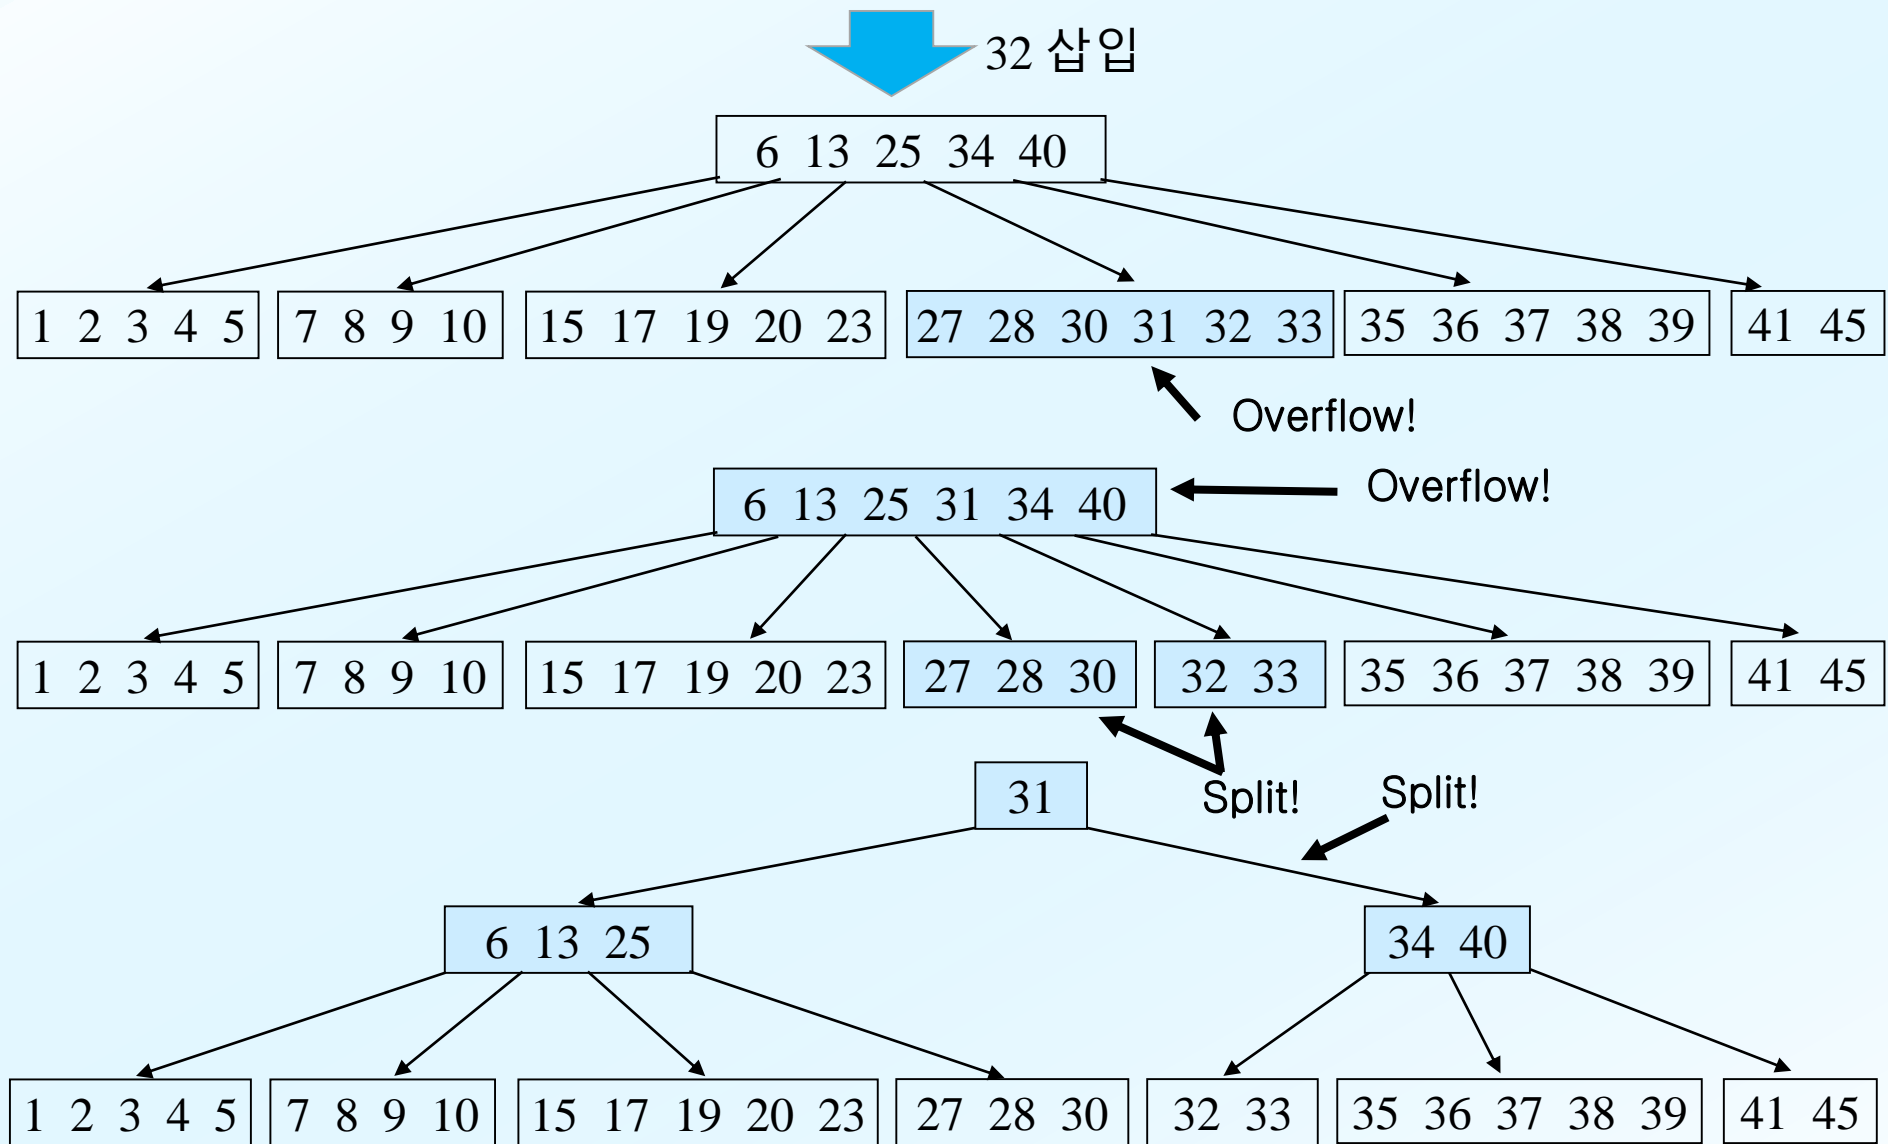 32 삽입
6 13 25 34 40
1 2 3 4 5 7 8 9 10 15 17 19 20 23 27 28 30 31 32 33 35 36 37 38 39 41 45
Overflow!
6 13 25 31 34 40 Overflow!
1 2 3 4 5 7 8 9 10 15 17 19 20 23 27 28 30 32 33 35 36 37 38 39 41 45
31 Split! Split!
6 13 25 34 40
1 2 3 4 5 7 8 9 10 15 17 19 20 23 27 28 30 32 33 35 36 37 38 39 41 45